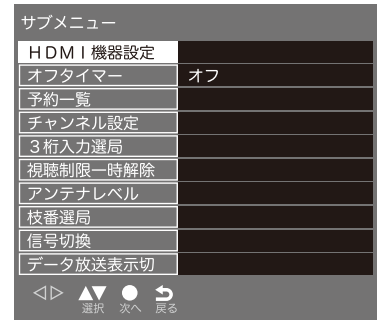 サブメニュー
HDMI機器設定
オフタイマー オフ
予約一覧
チャンネル設定
3桁入力選局
視聴制限一時解除
アンテナレベル
枝番選局
信号切換
データ放送表示切
選択 次へ 戻る